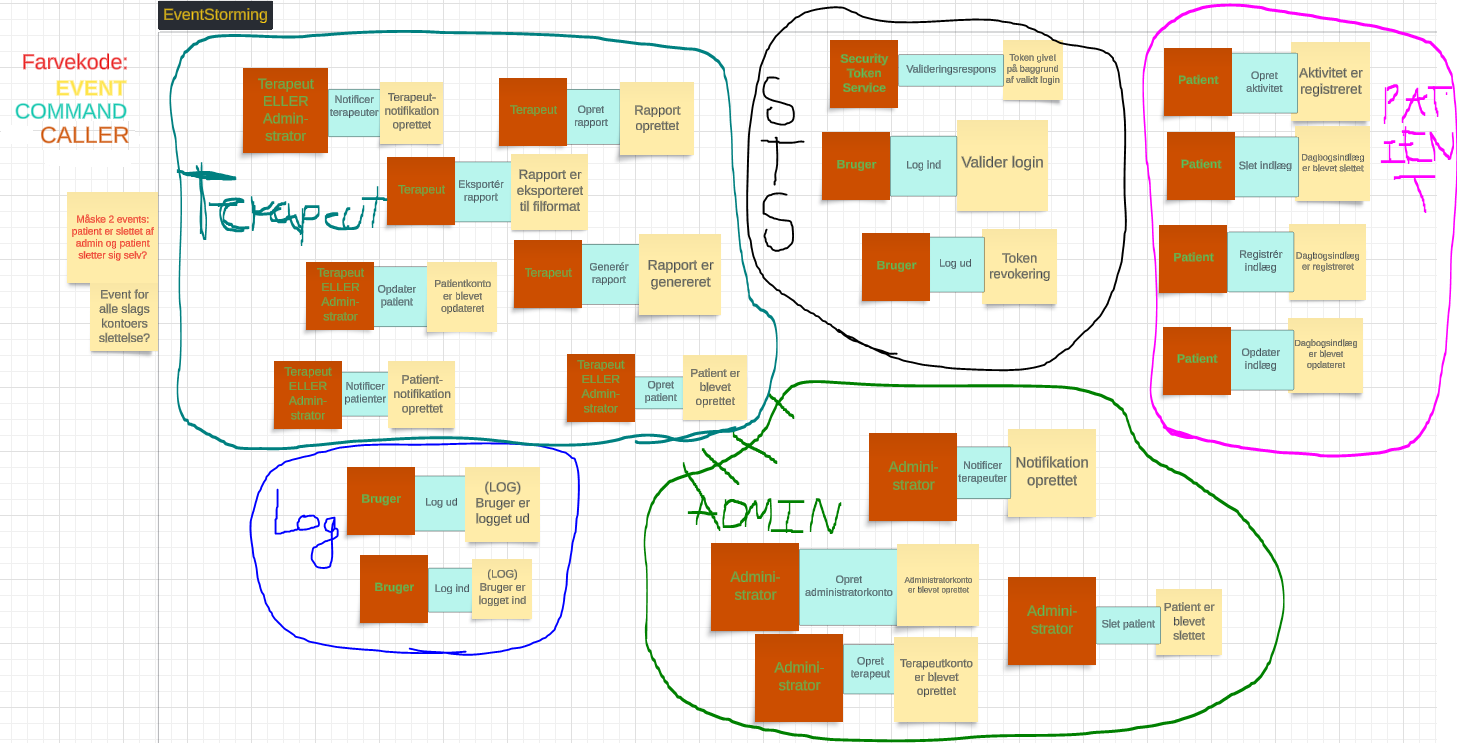 EventStorming
Farvekode:
EVENT
COMMAND
CALLER
Måske 2 events:
patient er slettet af
admin og patient
sletter sig selv?
Event for
alle slags
kontoers
slettelse?
Terapeut
Terapeut
ELLER
Admin-
strator
Notificer
terapeuter
Terapeut-
notifikation
oprettet
Terapeut
Opret
rapport
Rapport
oprettet
Terapeut
Eksportér
rapport
Rapport er
eksporteret
til filformat
Terapeut
Generér
rapport
Rapport er
genereret
Terapeut
ELLER
Admin-
strator
Opdater
patient
Patientkonto
er blevet
opdateret
Terapeut
ELLER
Admin-
strator
Notificer
patienter
Patient-
notifikation
oprettet
Terapeut
ELLER
Admin-
strator
Opret
patient
Patient er
blevet
oprettet
STS
Security
Token
Service
Valideringsrespons
Token givet
på baggrund
af validt login
Bruger
Log ind
Valider login
Bruger
Log ud
Token
revokering
PAT
IEN
T
Patient
Opret
aktivitet
Aktivitet er
registreret
Patient
Slet indlæg
Dagbogsindlæg
er blevet slettet
Patient
Registrér
indlæg
Dagbogsindlæg
er registreret
Patient
Opdater
indlæg
Dagbogsindlæg
er blevet
opdateret
Log
Bruger
Log ud
(LOG)
Bruger er
logget ud
Bruger
Log ind
(LOG)
Bruger er
logget ind
ADMIN
Admini-
strator
Notificer
terapeuter
Notifikation
oprettet
Admini-
strator
Opret
administratorkonto
Administratorkonto
er blevet oprettet
Admini-
strator
Slet patient
Patient er
blevet
slettet
Admini-
strator
Opret
terapeut
Terapeutkonto
er blevet
oprettet